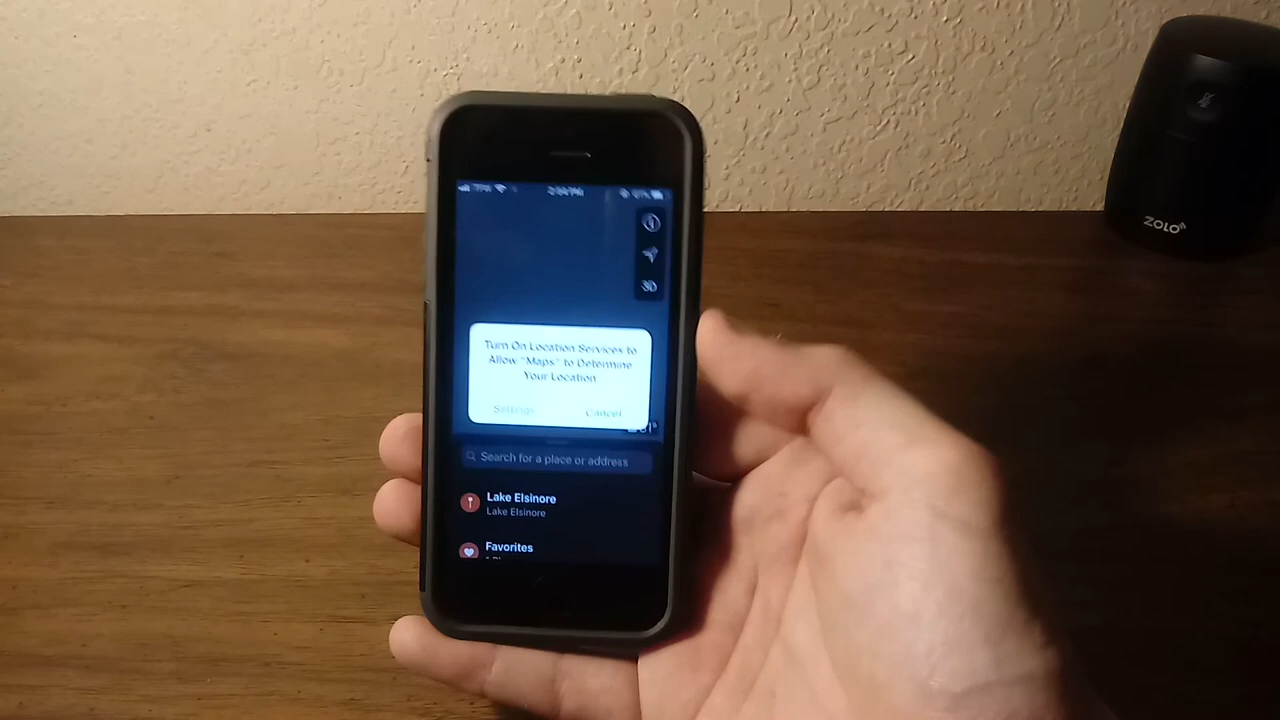 3D
Turn On Location Services to
Allow "Maps" to Determine
Your Location
Settings
Cancel
Search for a place or address
Lake Elsinore
Lake Elsinore
Favorites
ZOLO